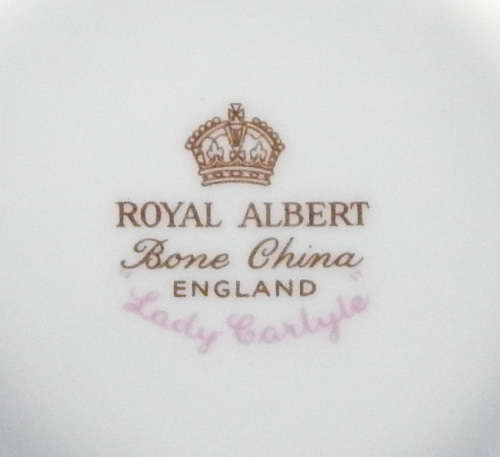 ROYAL ALBERT
Bone China
ENGLAND
"Lady Carlyle"